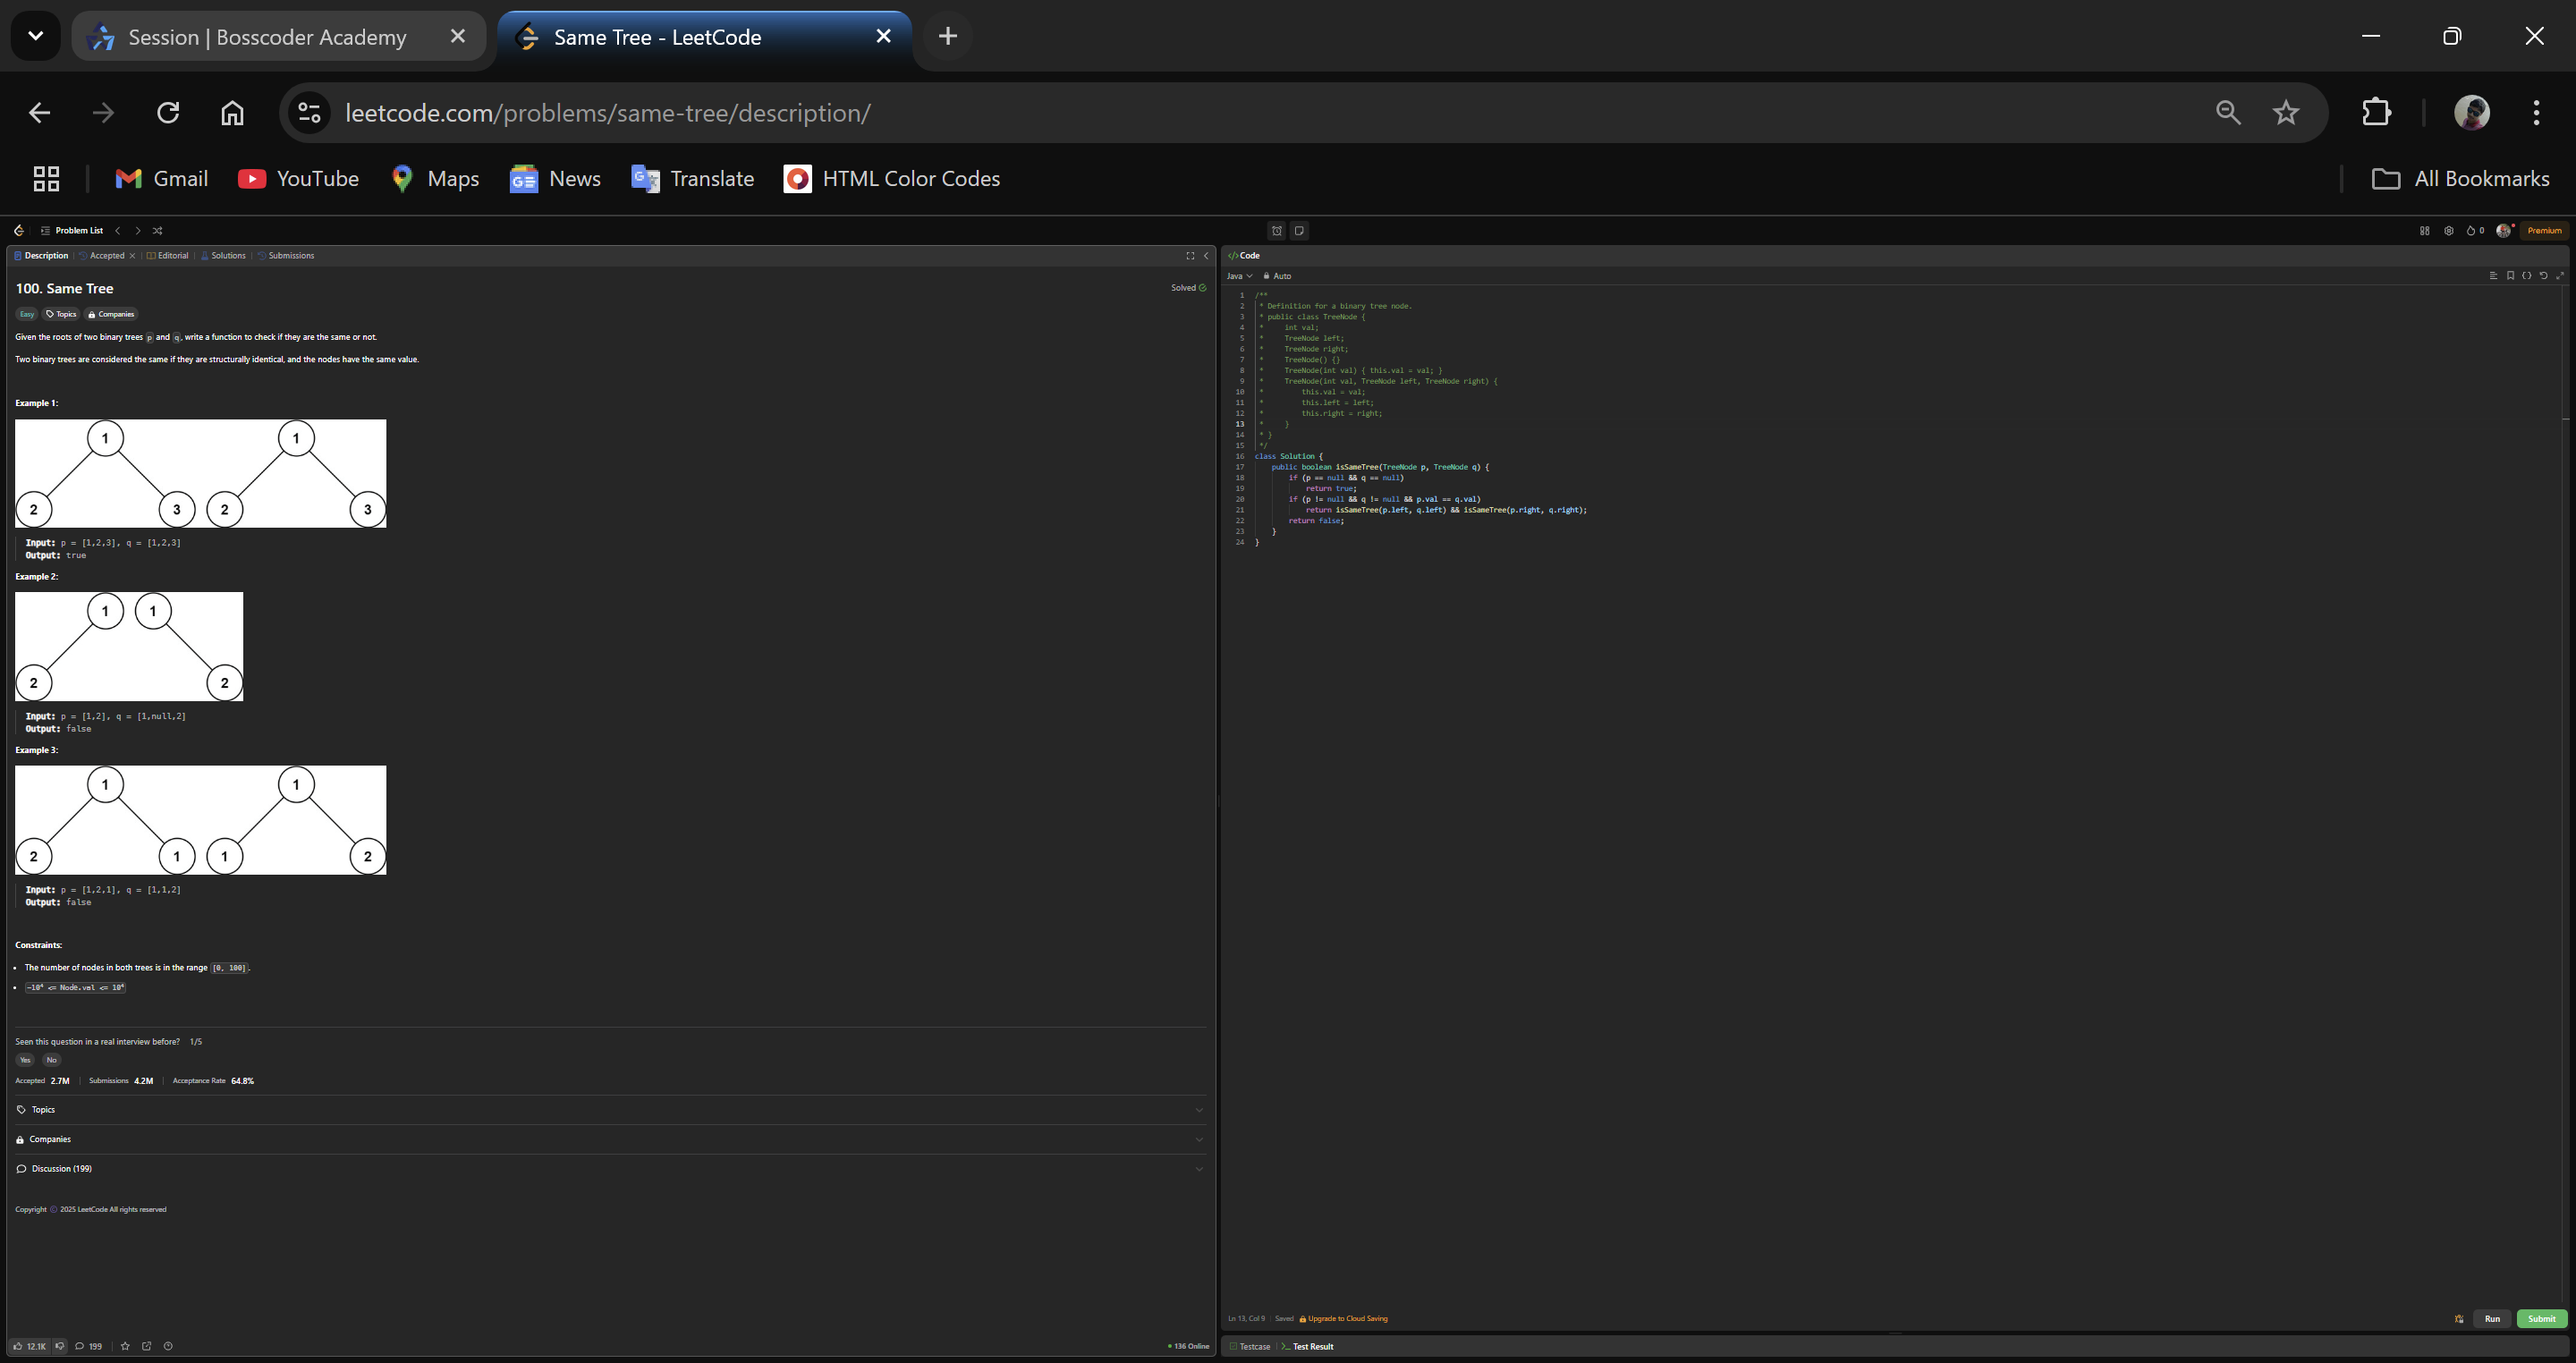 Session | Bosscoder Academy
Same Tree - LeetCode
leetcode.com/problems/same-tree/description/
Gmail
YouTube
Maps
News
Translate
HTML Color Codes
All Bookmarks
Problem List
0
Premium
Description
Accepted
Editorial
Solutions
Submissions
100. Same Tree
Solved
Easy
Topics
Companies
Given the roots of two binary trees p and q, write a function to check if they are the same or not.
Two binary trees are considered the same if they are structurally identical, and the nodes have the same value.
Example 1:
1 1
2 3 2 3
Input: p = [1,2,3], q = [1,2,3]
Output: true
Example 2:
1 1
2 2
Input: p = [1,2], q = [1,null,2]
Output: false
Example 3:
1 1
2 1 1 2
Input: p = [1,2,1], q = [1,1,2]
Output: false
Constraints:
• The number of nodes in both trees is in the range [0, 100].
• -10⁴ <= Node.val <= 10⁴
Seen this question in a real interview before? 1/5
Yes No
Accepted 2.7M | Submissions 4.2M | Acceptance Rate 64.8%
Topics
Companies
Discussion (199)
Copyright © 2025 LeetCode All rights reserved
12.1K
199
136 Online
</> Code
Java
Auto
1 /**
2 * Definition for a binary tree node.
3 * public class TreeNode {
4 * int val;
5 * TreeNode left;
6 * TreeNode right;
7 * TreeNode() {}
8 * TreeNode(int val) { this.val = val; }
9 * TreeNode(int val, TreeNode left, TreeNode right) {
10 * this.val = val;
11 * this.left = left;
12 * this.right = right;
13 * }
14 * }
15 */
16 class Solution {
17 public boolean isSameTree(TreeNode p, TreeNode q) {
18 if (p == null && q == null)
19 return true;
20 if (p != null && q != null && p.val == q.val)
21 return isSameTree(p.left, q.left) && isSameTree(p.right, q.right);
22 return false;
23 }
24 }
Ln 13, Col 9 | Saved Upgrade to Cloud Saving
Run
Submit
Testcase
>_ Test Result